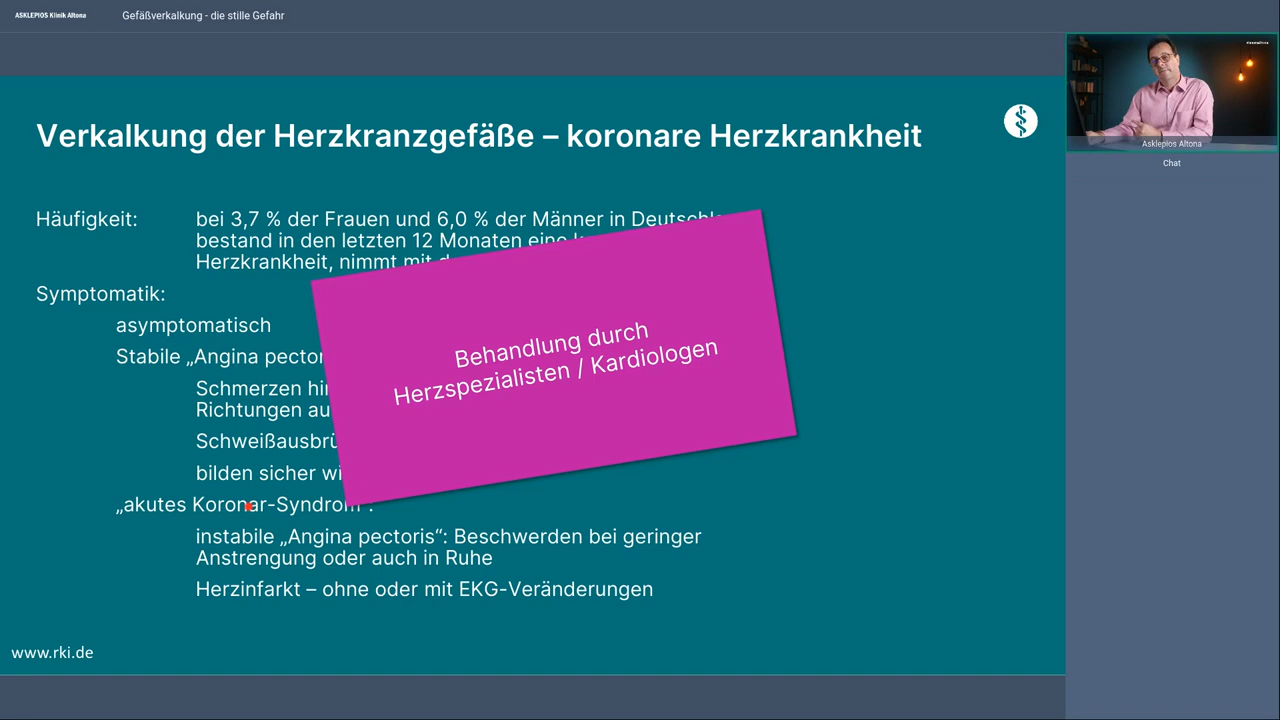 ASKLEPIOS Klinik Altona
Gefäßverkalkung - die stille Gefahr
Verkalkung der Herzkranzgefäße – koronare Herzkrankheit
Häufigkeit:
bei 3,7 % der Frauen und 6,0 % der Männer in
bestand in den letzten 12 Monaten eine
Herzkrankheit, nimmt mit
Symptomatik:
asymptomatisch
Stabile „Angina
Schmerzen
Richtungen
bilden sicher
„akutes Koronar-Syndrom“:
instabile „Angina pectoris“: Beschwerden bei geringer
Anstrengung oder auch in Ruhe
Herzinfarkt – ohne oder mit EKG-Veränderungen
Behandlung durch
Herzspezialisten / Kardiologen
www.rki.de
Asklepios Altona
Chat